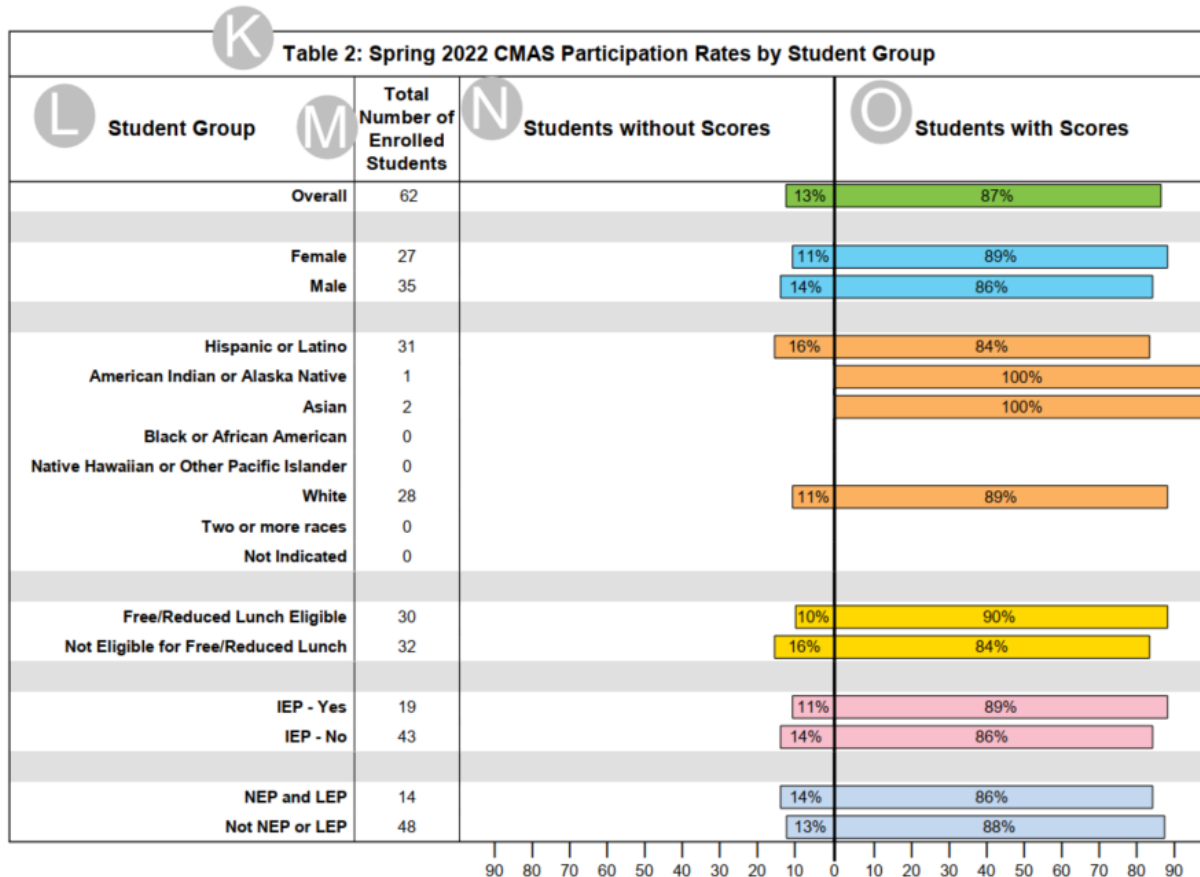 K
Table 2: Spring 2022 CMAS Participation Rates by Student Group
L Student Group M Total Number of Enrolled Students N Students without Scores O Students with Scores
Overall 62 13% 87%
Female 27 11% 89%
Male 35 14% 86%
Hispanic or Latino 31 16% 84%
American Indian or Alaska Native 1 100%
Asian 2 100%
Black or African American 0
Native Hawaiian or Other Pacific Islander 0
White 28 11% 89%
Two or more races 0
Not Indicated 0
Free/Reduced Lunch Eligible 30 10% 90%
Not Eligible for Free/Reduced Lunch 32 16% 84%
IEP - Yes 19 11% 89%
IEP - No 43 14% 86%
NEP and LEP 14 14% 86%
Not NEP or LEP 48 13% 88%
90 80 70 60 50 40 30 20 10 0 10 20 30 40 50 60 70 80 90